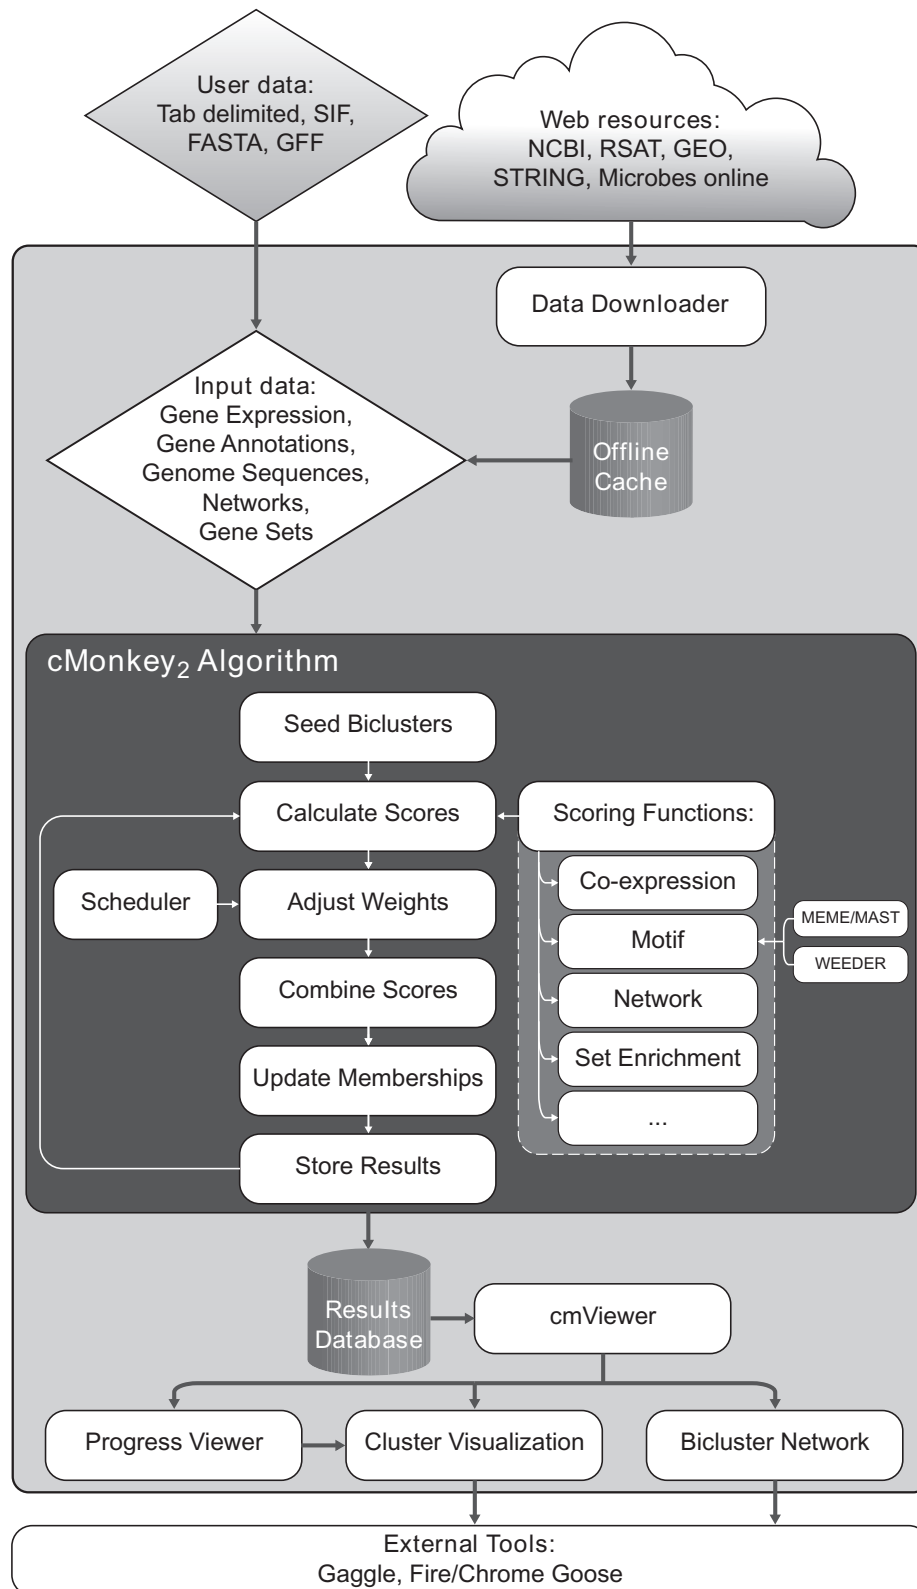 User data:
Tab delimited, SIF,
FASTA, GFF
Web resources:
NCBI, RSAT, GEO,
STRING, Microbes online
Data Downloader
Input data:
Gene Expression,
Gene Annotations,
Genome Sequences,
Networks,
Gene Sets
Offline
Cache
cMonkey₂ Algorithm
Seed Biclusters
Calculate Scores
Scoring Functions:
Scheduler
Adjust Weights
Co-expression
Motif
MEME/MAST
WEEDER
Combine Scores
Network
Update Memberships
Set Enrichment
Store Results
...
Results
Database
cmViewer
Progress Viewer
Cluster Visualization
Bicluster Network
External Tools:
Gaggle, Fire/Chrome Goose